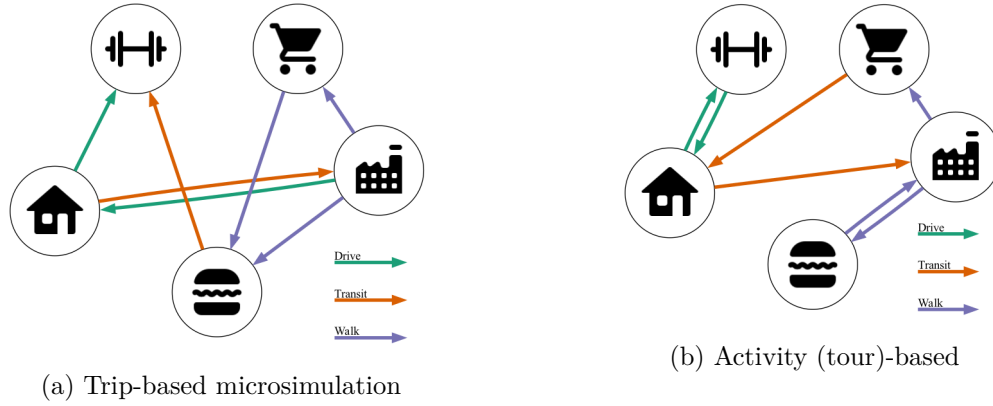 Drive
Transit
Walk
(a) Trip-based microsimulation
Drive
Transit
Walk
(b) Activity (tour)-based